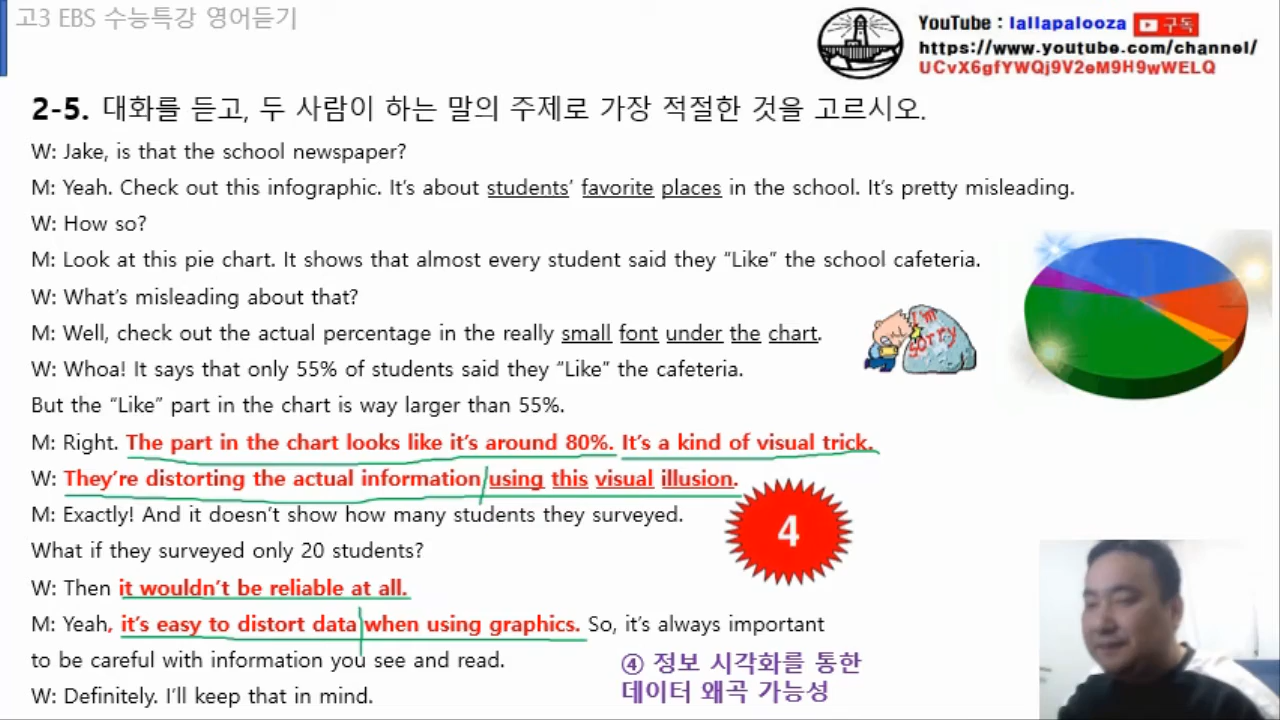 고3 EBS 수능특강 영어듣기
YouTube : lallapalooza 구독
https://www.youtube.com/channel/
UCvX6gfYWQj9V2eM9H9wWELQ
2-5. 대화를 듣고, 두 사람이 하는 말의 주제로 가장 적절한 것을 고르시오.
W: Jake, is that the school newspaper?
M: Yeah. Check out this infographic. It’s about students’ favorite places in the school. It’s pretty misleading.
W: How so?
M: Look at this pie chart. It shows that almost every student said they “Like” the school cafeteria.
W: What’s misleading about that?
M: Well, check out the actual percentage in the really small font under the chart.
I'm
sorry
W: Whoa! It says that only 55% of students said they “Like” the cafeteria.
But the “Like” part in the chart is way larger than 55%.
M: Right. The part in the chart looks like it’s around 80%. It’s a kind of visual trick.
W: They’re distorting the actual information using this visual illusion.
M: Exactly! And it doesn’t show how many students they surveyed.
4
What if they surveyed only 20 students?
W: Then it wouldn’t be reliable at all.
M: Yeah, it’s easy to distort data when using graphics. So, it’s always important
to be careful with information you see and read.
W: Definitely. I’ll keep that in mind.
④ 정보 시각화를 통한
데이터 왜곡 가능성